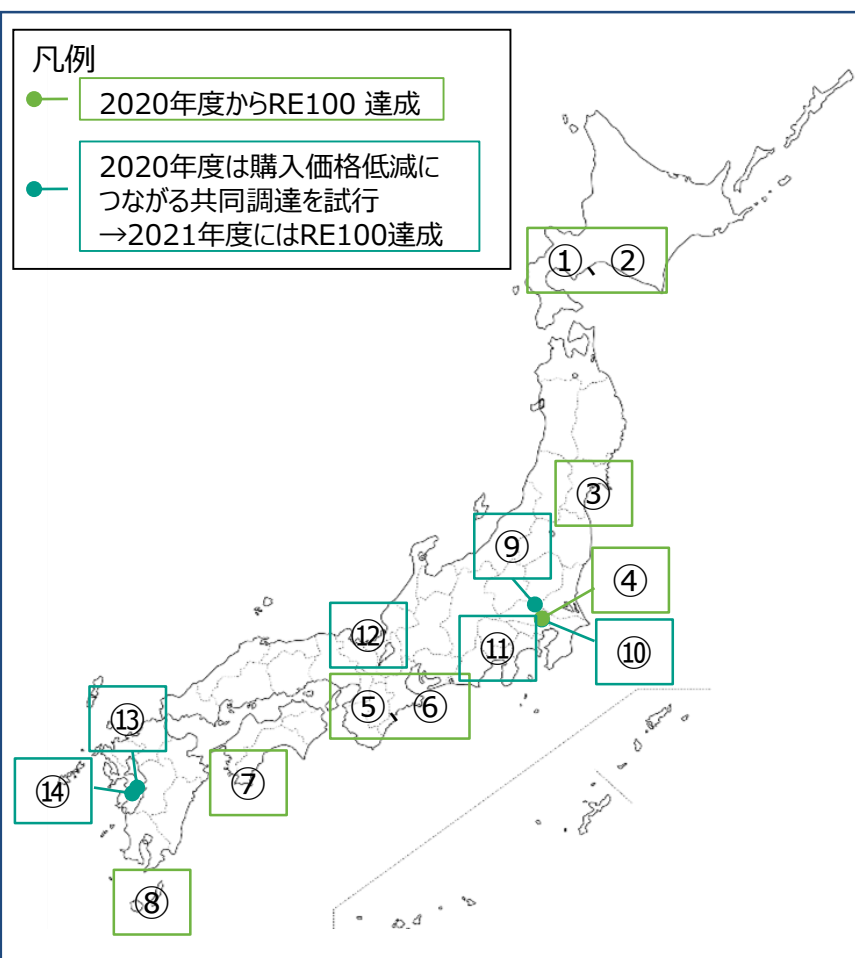 凡例
2020年度からRE100 達成
2020年度は購入価格低減に
つながる共同調達を試行
→2021年度にはRE100達成
①、②
③
⑨
④
⑫
⑪
⑩
⑤、⑥
⑬
⑭
⑦
⑧